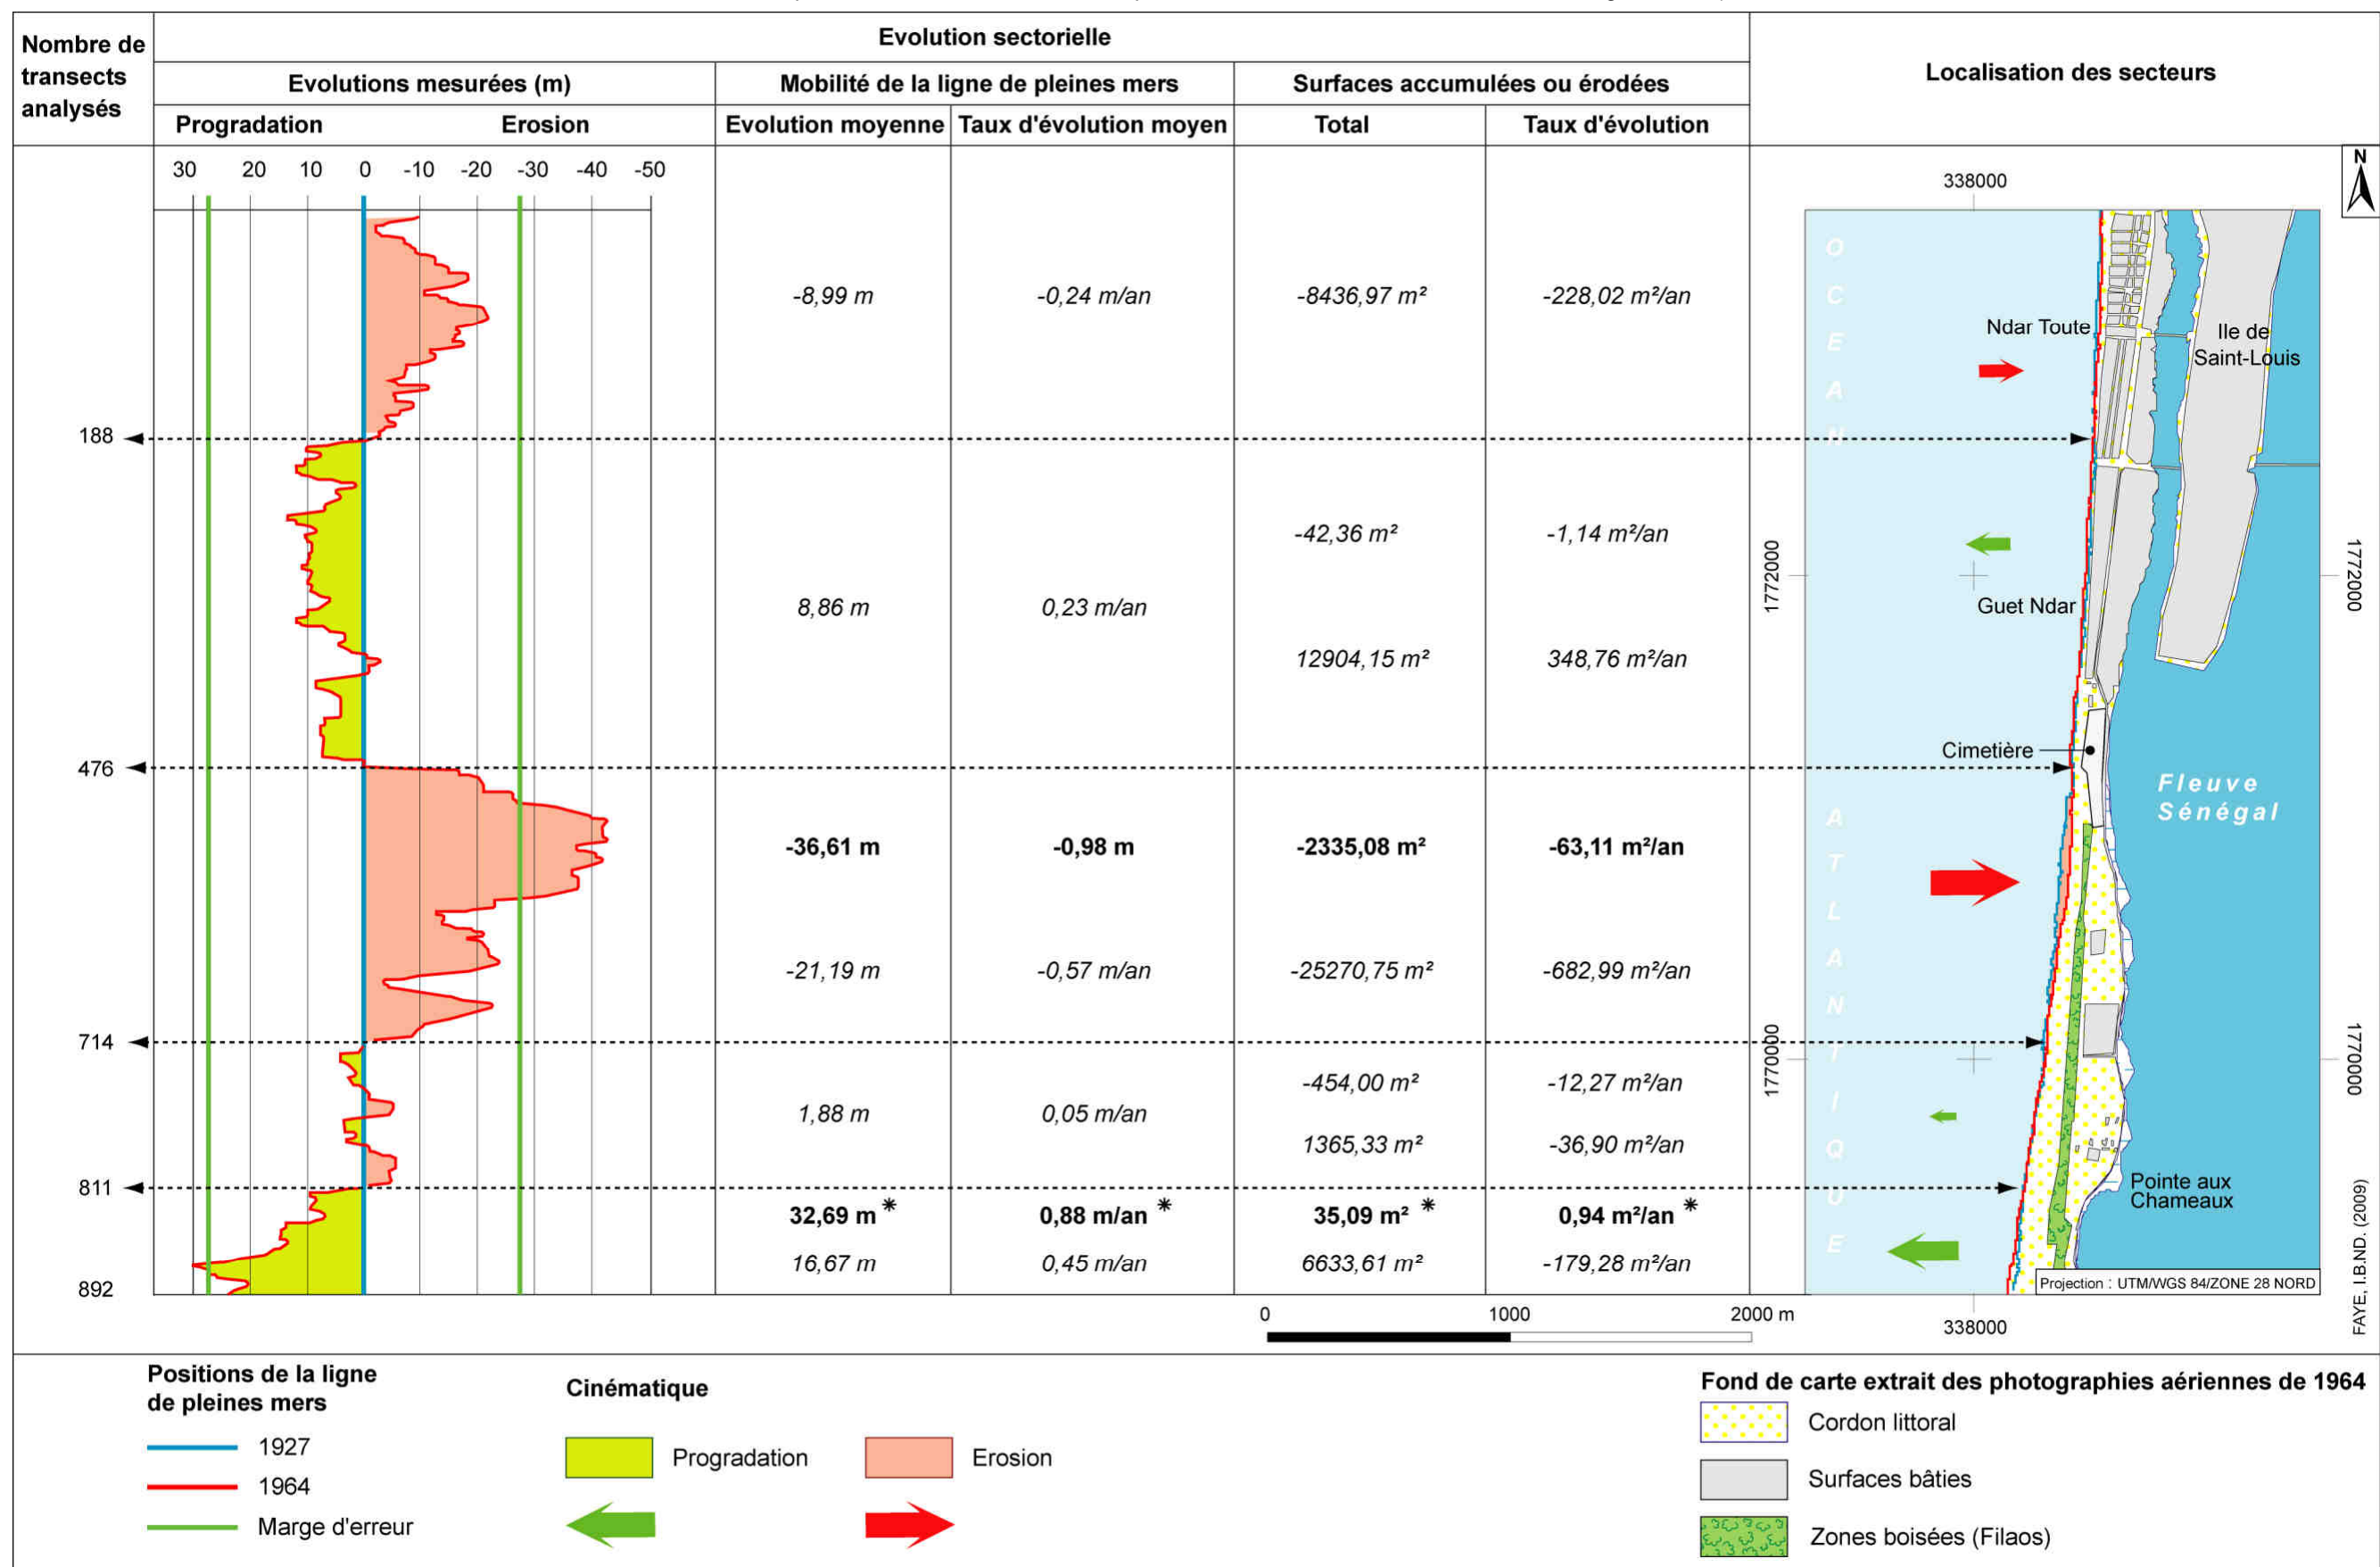 Nombre de
transects
analysés
Evolution sectorielle
Evolutions mesurées (m)
Mobilité de la ligne de pleines mers
Surfaces accumulées ou érodées
Localisation des secteurs
Progradation
Erosion
Evolution moyenne
Taux d'évolution moyen
Total
Taux d'évolution
30 20 10 0 -10 -20 -30 -40 -50
338000
N
-8,99 m
-0,24 m/an
-8436,97 m²
-228,02 m²/an
188
-42,36 m²
-1,14 m²/an
8,86 m
0,23 m/an
12904,15 m²
348,76 m²/an
476
-36,61 m
-0,98 m
-2335,08 m²
-63,11 m²/an
-21,19 m
-0,57 m/an
-25270,75 m²
-682,99 m²/an
714
-454,00 m²
-12,27 m²/an
1,88 m
0,05 m/an
1365,33 m²
-36,90 m²/an
811
32,69 m *
0,88 m/an *
35,09 m² *
0,94 m²/an *
16,67 m
0,45 m/an
6633,61 m²
-179,28 m²/an
892
OCEAN
ATLANTIQUE
Ndar Toute
Ile de
Saint-Louis
1772000
1772000
Guet Ndar
Cimetière
Fleuve
Sénégal
1770000
1770000
Pointe aux
Chameaux
Projection : UTM/WGS 84/ZONE 28 NORD
338000
FAYE, I.B.ND. (2009)
0 1000 2000 m
Positions de la ligne
de pleines mers
1927
1964
Marge d'erreur
Cinématique
Progradation
Erosion
Fond de carte extrait des photographies aériennes de 1964
Cordon littoral
Surfaces bâties
Zones boisées (Filaos)